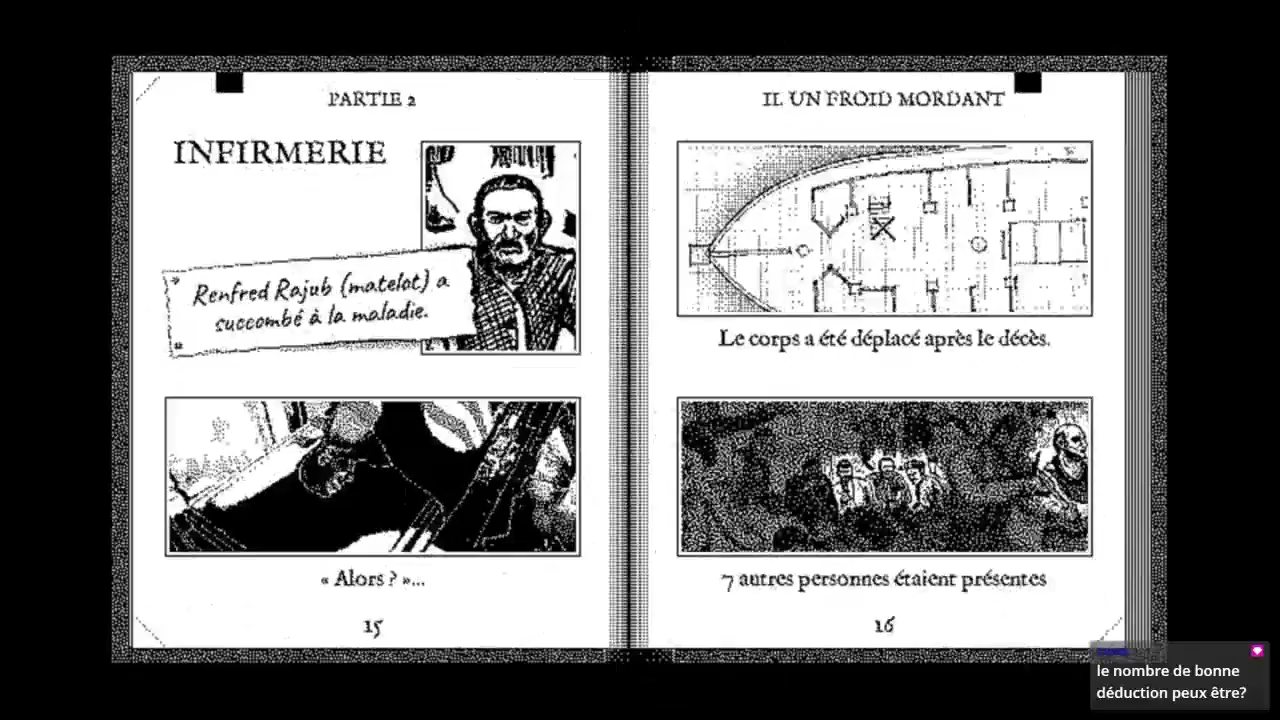 PARTIE 2
INFIRMERIE
Renfred Rajub (matelot) a
succombé à la maladie.
« Alors ? »...
15
II. UN FROID MORDANT
Le corps a été déplacé après le décès.
7 autres personnes étaient présentes
16
le nombre de bonne
déduction peux être?